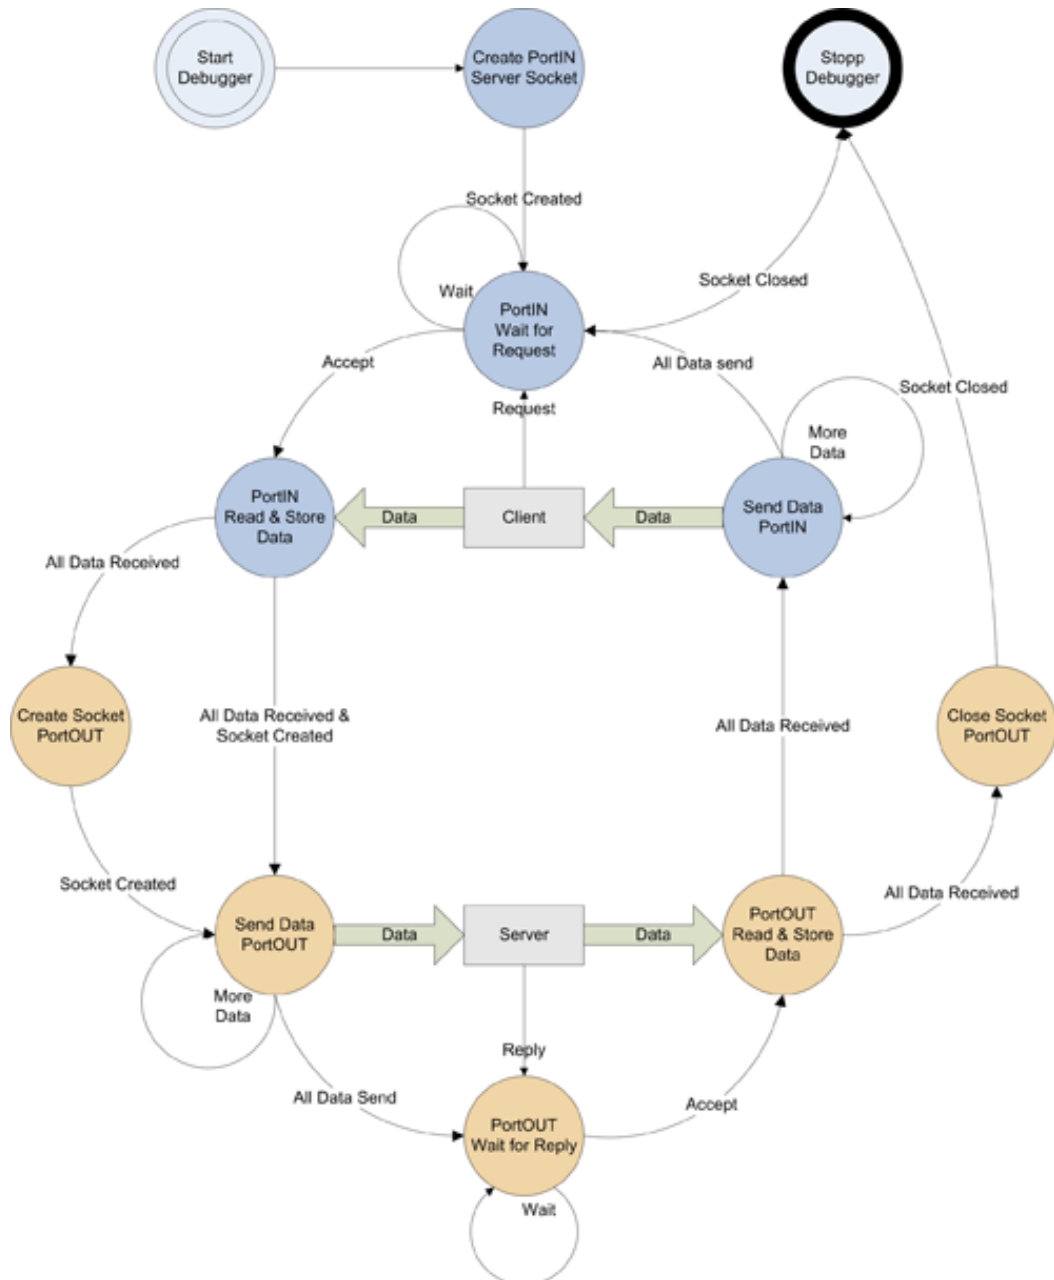 Start
Debugger
Create PortIN
Server Socket
Stopp
Debugger
Socket Created
Wait
PortIN
Wait for
Request
Socket Closed
Accept
All Data send
Request
Socket Closed
More
Data
PortIN
Read & Store
Data
Data
Client
Data
Send Data
PortIN
All Data Received
Create Socket
PortOUT
All Data Received &
Socket Created
All Data Received
Close Socket
PortOUT
Socket Created
All Data Received
Send Data
PortOUT
Data
Server
Data
PortOUT
Read & Store
Data
More
Data
Reply
All Data Send
Accept
PortOUT
Wait for Reply
Wait